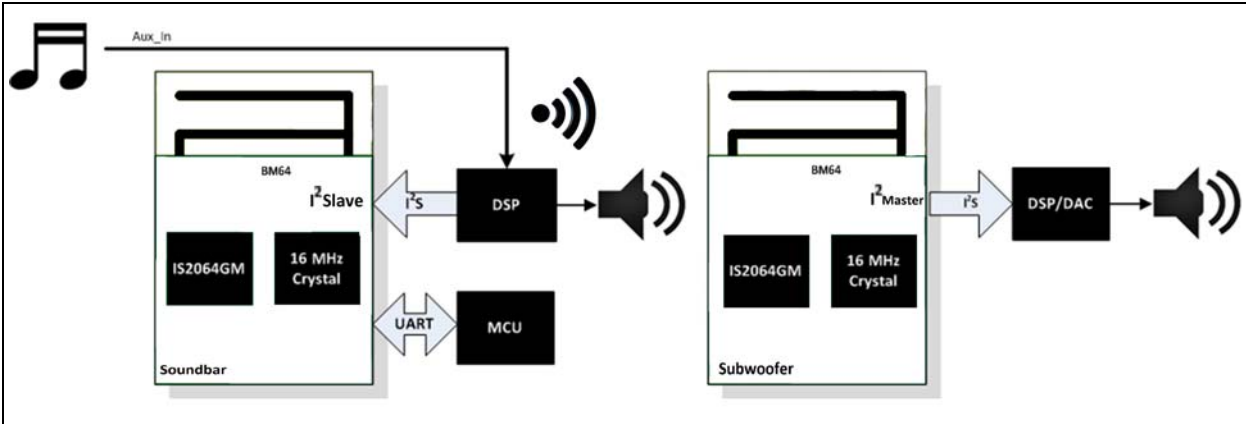 Aux_In
BM64
I²Slave
I²S
DSP
IS2064GM
16 MHz
Crystal
UART
MCU
Soundbar
BM64
I²Master
I²S
DSP/DAC
IS2064GM
16 MHz
Crystal
Subwoofer